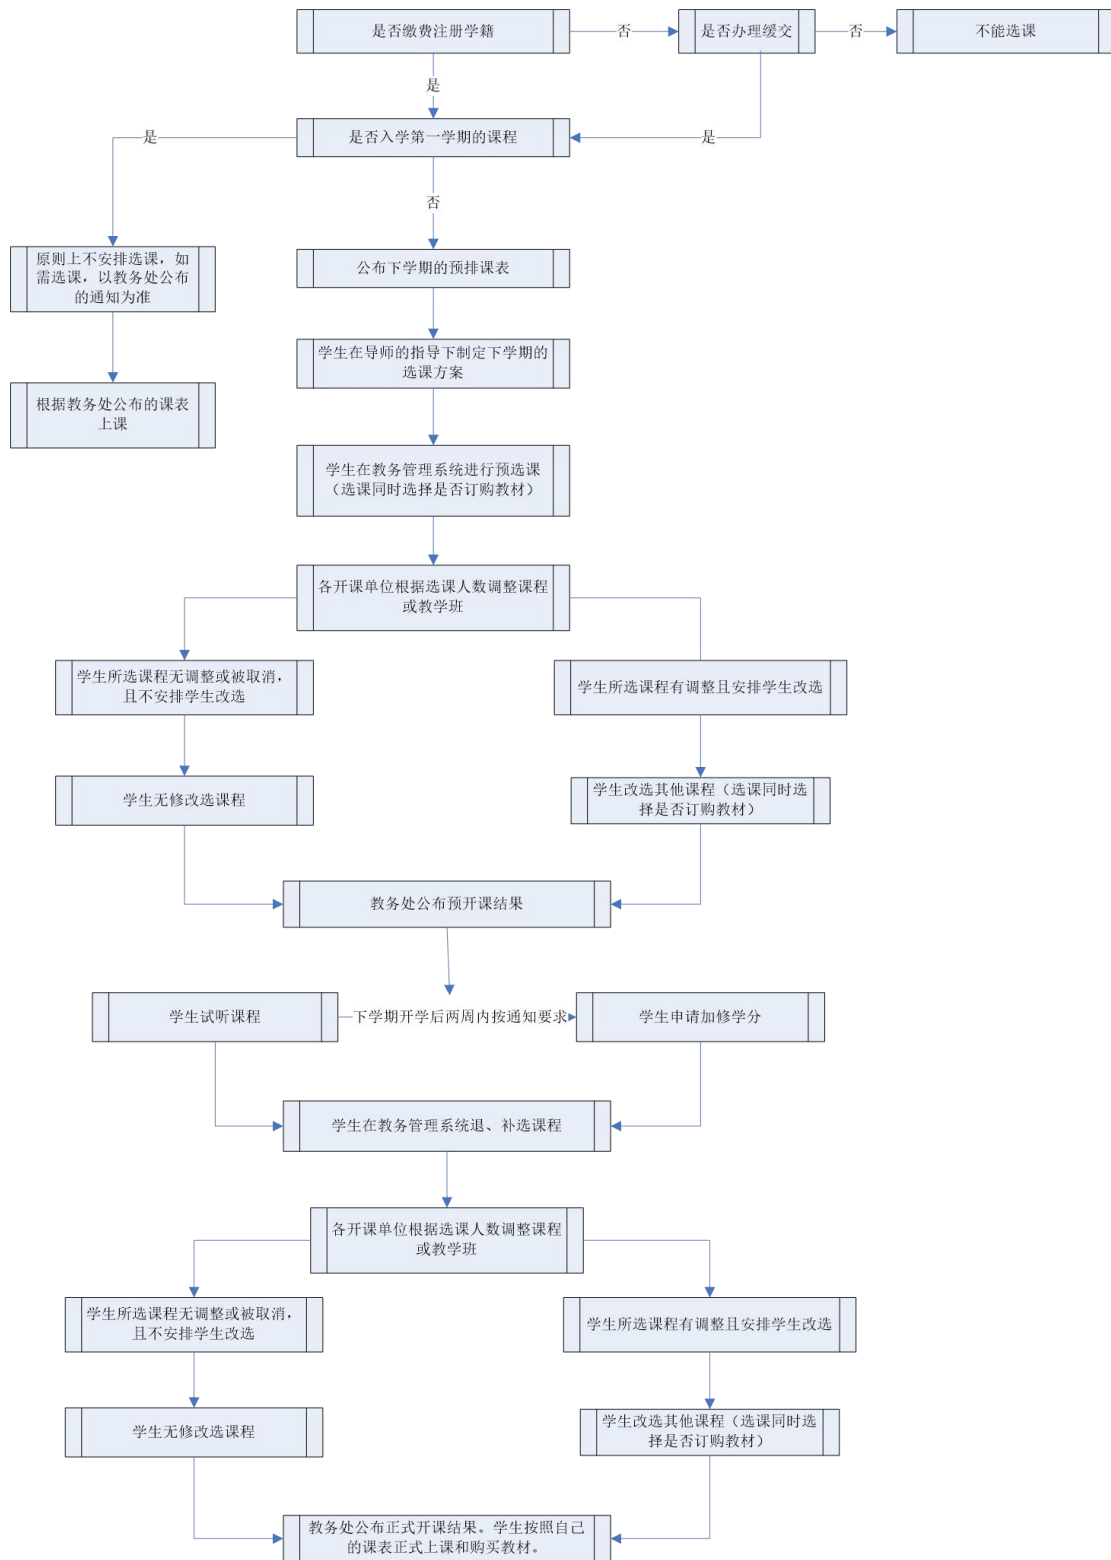 是否缴费注册学籍
否
是否办理缓交
否
不能选课
是
是否入学第一学期的课程
是
是
否
原则上不安排选课，如
需选课，以教务处公布
的通知为准
公布下学期的预排课表
学生在导师的指导下制定下学期的
选课方案
根据教务处公布的课表
上课
学生在教务管理系统进行预选课
（选课同时选择是否订购教材）
各开课单位根据选课人数调整课程
或教学班
学生所选课程无调整或被取消，
且不安排学生改选
学生所选课程有调整且安排学生改选
学生无修改选课程
学生改选其他课程（选课同时选
择是否订购教材）
教务处公布预开课结果
学生试听课程
下学期开学后两周内按通知要求
学生申请加修学分
学生在教务管理系统退、补选课程
各开课单位根据选课人数调整课程
或教学班
学生所选课程无调整或被取消，
且不安排学生改选
学生所选课程有调整且安排学生改选
学生无修改选课程
学生改选其他课程（选课同时选
择是否订购教材）
教务处公布正式开课结果。学生按照自己
的课表正式上课和购买教材。